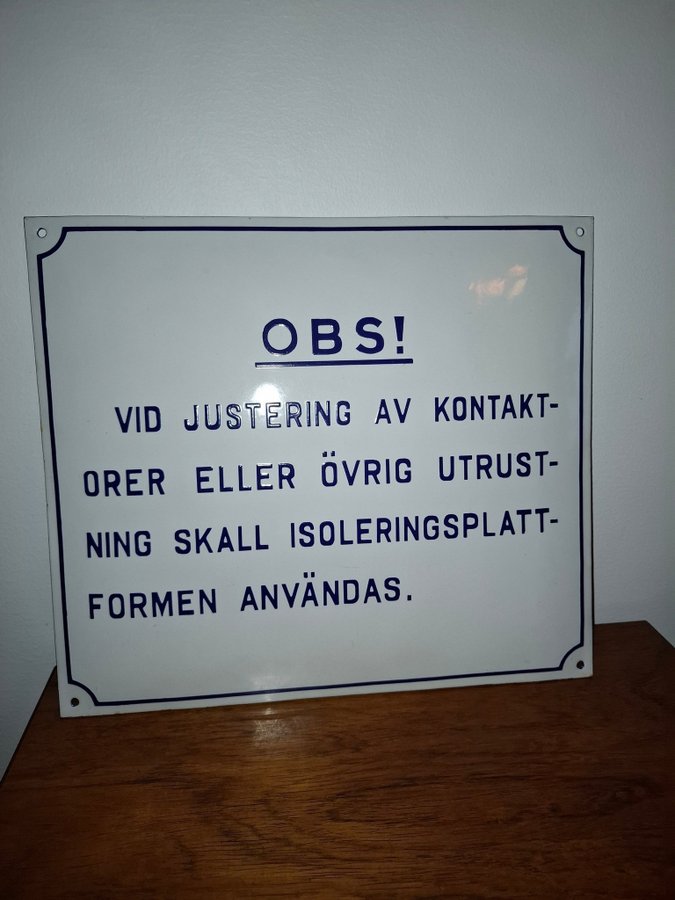 OBS!
VID JUSTERING AV KONTAKT-
ORER ELLER ÖVRIG UTRUST-
NING SKALL ISOLERINGSPLATT-
FORMEN ANVÄNDAS.